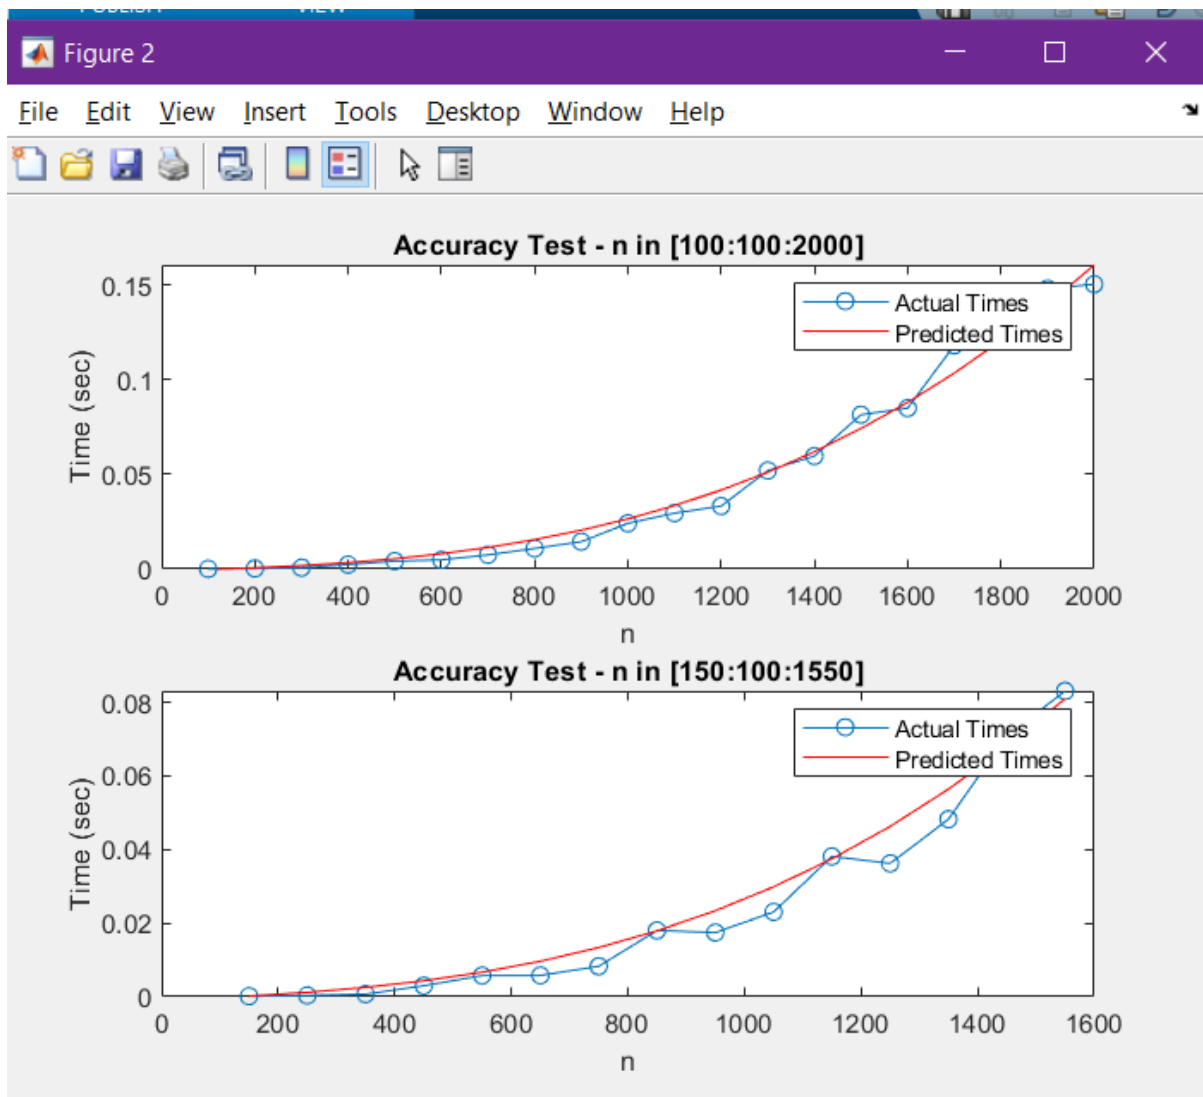 PUBLISH VIEW
Figure 2
File Edit View Insert Tools Desktop Window Help
Accuracy Test - n in [100:100:2000]
Actual Times
Predicted Times
0.15
0.1
0.05
0
Time (sec)
0 200 400 600 800 1000 1200 1400 1600 1800 2000
n
Accuracy Test - n in [150:100:1550]
Actual Times
Predicted Times
0.08
0.06
0.04
0.02
0
Time (sec)
0 200 400 600 800 1000 1200 1400 1600
n